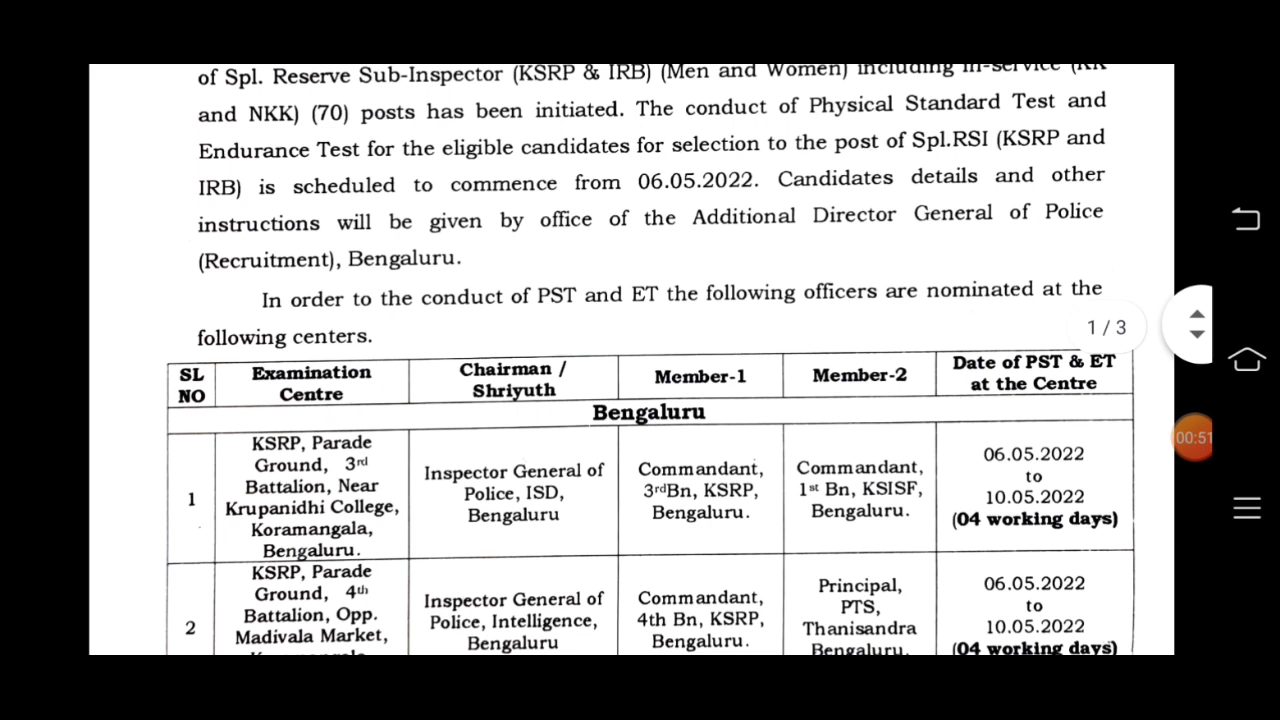 of Spl. Reserve Sub-Inspector (KSRP & IRB) (Men and Women) including in-service (KK
and NKK) (70) posts has been initiated. The conduct of Physical Standard Test and
Endurance Test for the eligible candidates for selection to the post of Spl.RSI (KSRP and
IRB) is scheduled to commence from 06.05.2022. Candidates details and other
instructions will be given by office of the Additional Director General of Police
(Recruitment), Bengaluru.
In order to the conduct of PST and ET the following officers are nominated at the
following centers.
1 / 3
SL NO
Examination Centre
Chairman / Shriyuth
Member-1
Member-2
Date of PST & ET at the Centre
Bengaluru
1
KSRP, Parade
Ground, 3rd
Battalion, Near
Krupanidhi College,
Koramangala,
Bengaluru.
Inspector General of
Police, ISD,
Bengaluru
Commandant,
3rdBn, KSRP,
Bengaluru.
Commandant,
1st Bn, KSISF,
Bengaluru.
06.05.2022
to
10.05.2022
(04 working days)
2
KSRP, Parade
Ground, 4th
Battalion, Opp.
Madivala Market,
Inspector General of
Police, Intelligence,
Bengaluru
Commandant,
4th Bn, KSRP,
Bengaluru.
Principal,
PTS,
Thanisandra
Bengaluru.
06.05.2022
to
10.05.2022
(04 working days)
00:51